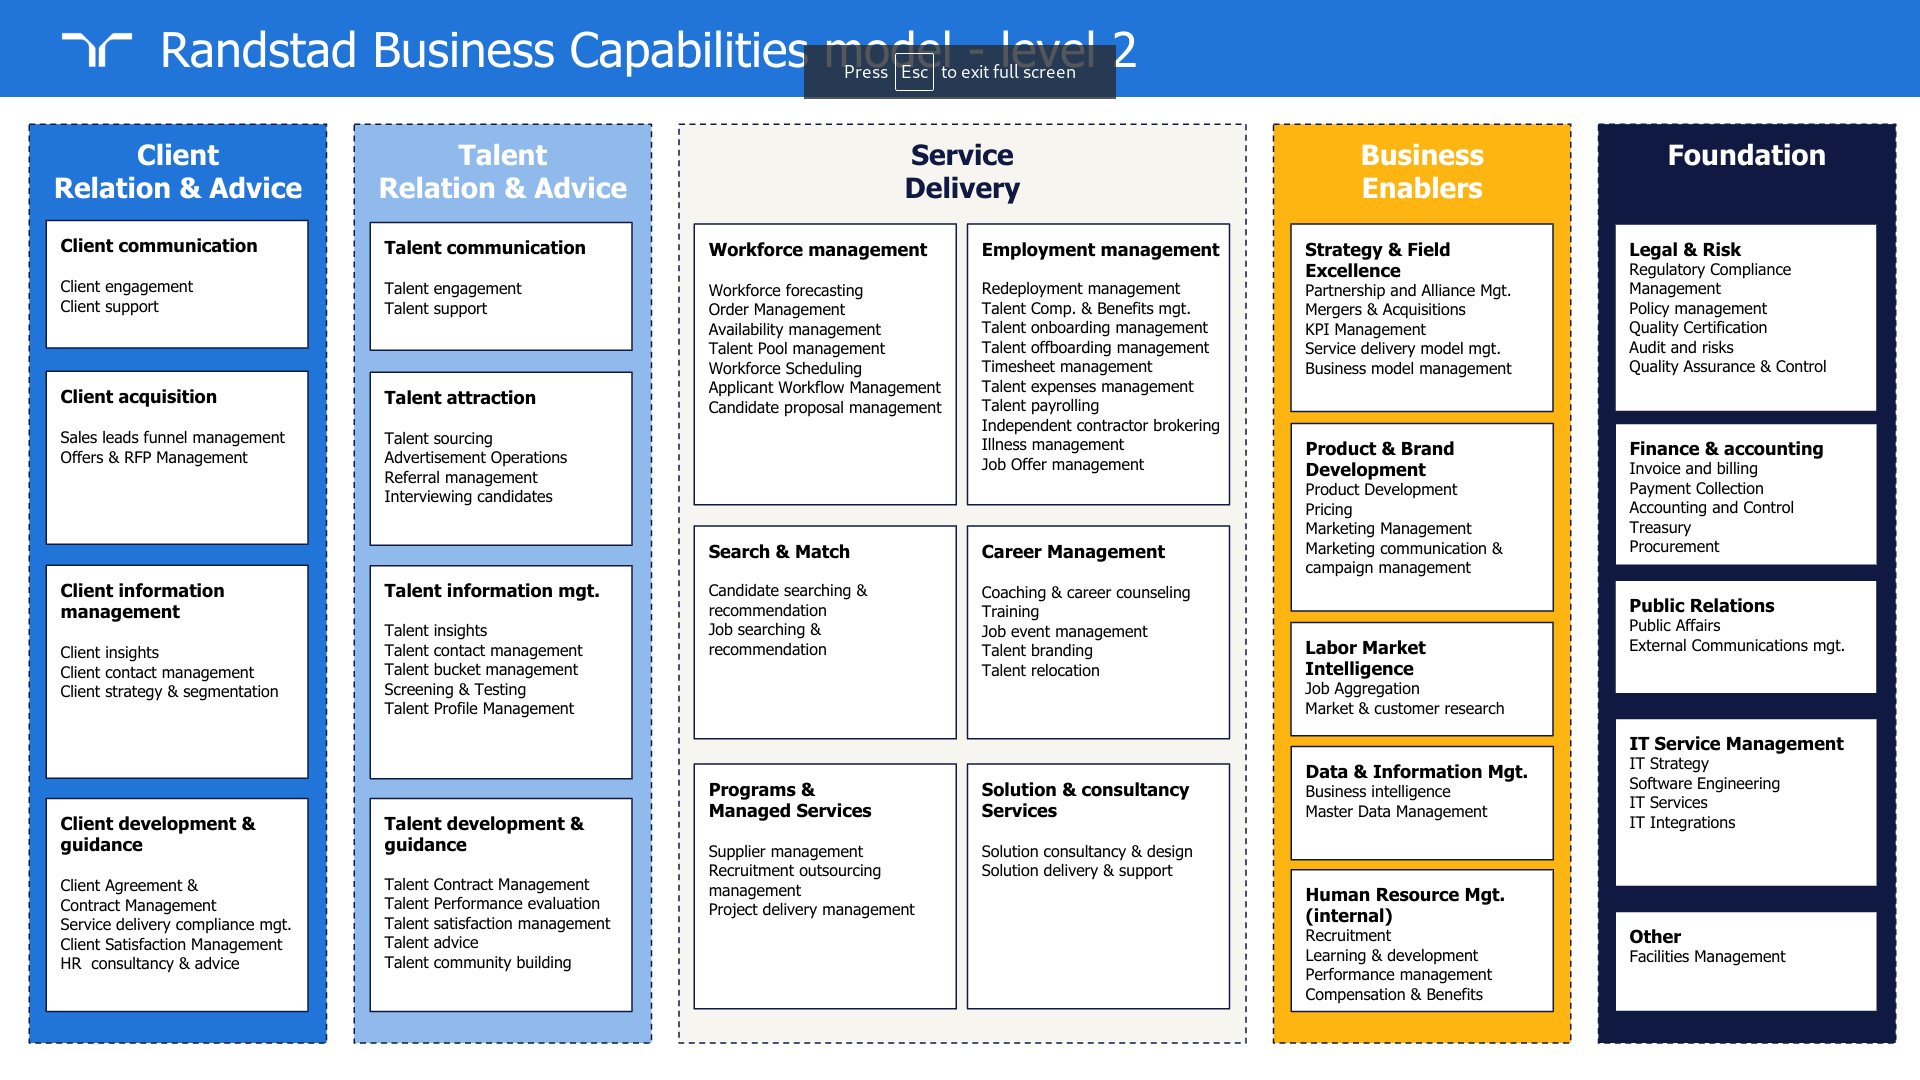 Randstad Business Capabilities model - level 2
Press Esc to exit full screen
Client
Relation & Advice
Client communication
Client engagement
Client support
Client acquisition
Sales leads funnel management
Offers & RFP Management
Client information
management
Client insights
Client contact management
Client strategy & segmentation
Client development &
guidance
Client Agreement &
Contract Management
Service delivery compliance mgt.
Client Satisfaction Management
HR  consultancy & advice
Talent
Relation & Advice
Talent communication
Talent engagement
Talent support
Talent attraction
Talent sourcing
Advertisement Operations
Referral management
Interviewing candidates
Talent information mgt.
Talent insights
Talent contact management
Talent bucket management
Screening & Testing
Talent Profile Management
Talent development &
guidance
Talent Contract Management
Talent Performance evaluation
Talent satisfaction management
Talent advice
Talent community building
Service
Delivery
Workforce management
Workforce forecasting
Order Management
Availability management
Talent Pool management
Workforce Scheduling
Applicant Workflow Management
Candidate proposal management
Employment management
Redeployment management
Talent Comp. & Benefits mgt.
Talent onboarding management
Talent offboarding management
Timesheet management
Talent expenses management
Talent payrolling
Independent contractor brokering
Illness management
Job Offer management
Search & Match
Candidate searching &
recommendation
Job searching &
recommendation
Career Management
Coaching & career counseling
Training
Job event management
Talent branding
Talent relocation
Programs &
Managed Services
Supplier management
Recruitment outsourcing
management
Project delivery management
Solution & consultancy
Services
Solution consultancy & design
Solution delivery & support
Business
Enablers
Strategy & Field
Excellence
Partnership and Alliance Mgt.
Mergers & Acquisitions
KPI Management
Service delivery model mgt.
Business model management
Product & Brand
Development
Product Development
Pricing
Marketing Management
Marketing communication &
campaign management
Labor Market
Intelligence
Job Aggregation
Market & customer research
Data & Information Mgt.
Business intelligence
Master Data Management
Human Resource Mgt.
(internal)
Recruitment
Learning & development
Performance management
Compensation & Benefits
Foundation
Legal & Risk
Regulatory Compliance
Management
Policy management
Quality Certification
Audit and risks
Quality Assurance & Control
Finance & accounting
Invoice and billing
Payment Collection
Accounting and Control
Treasury
Procurement
Public Relations
Public Affairs
External Communications mgt.
IT Service Management
IT Strategy
Software Engineering
IT Services
IT Integrations
Other
Facilities Management